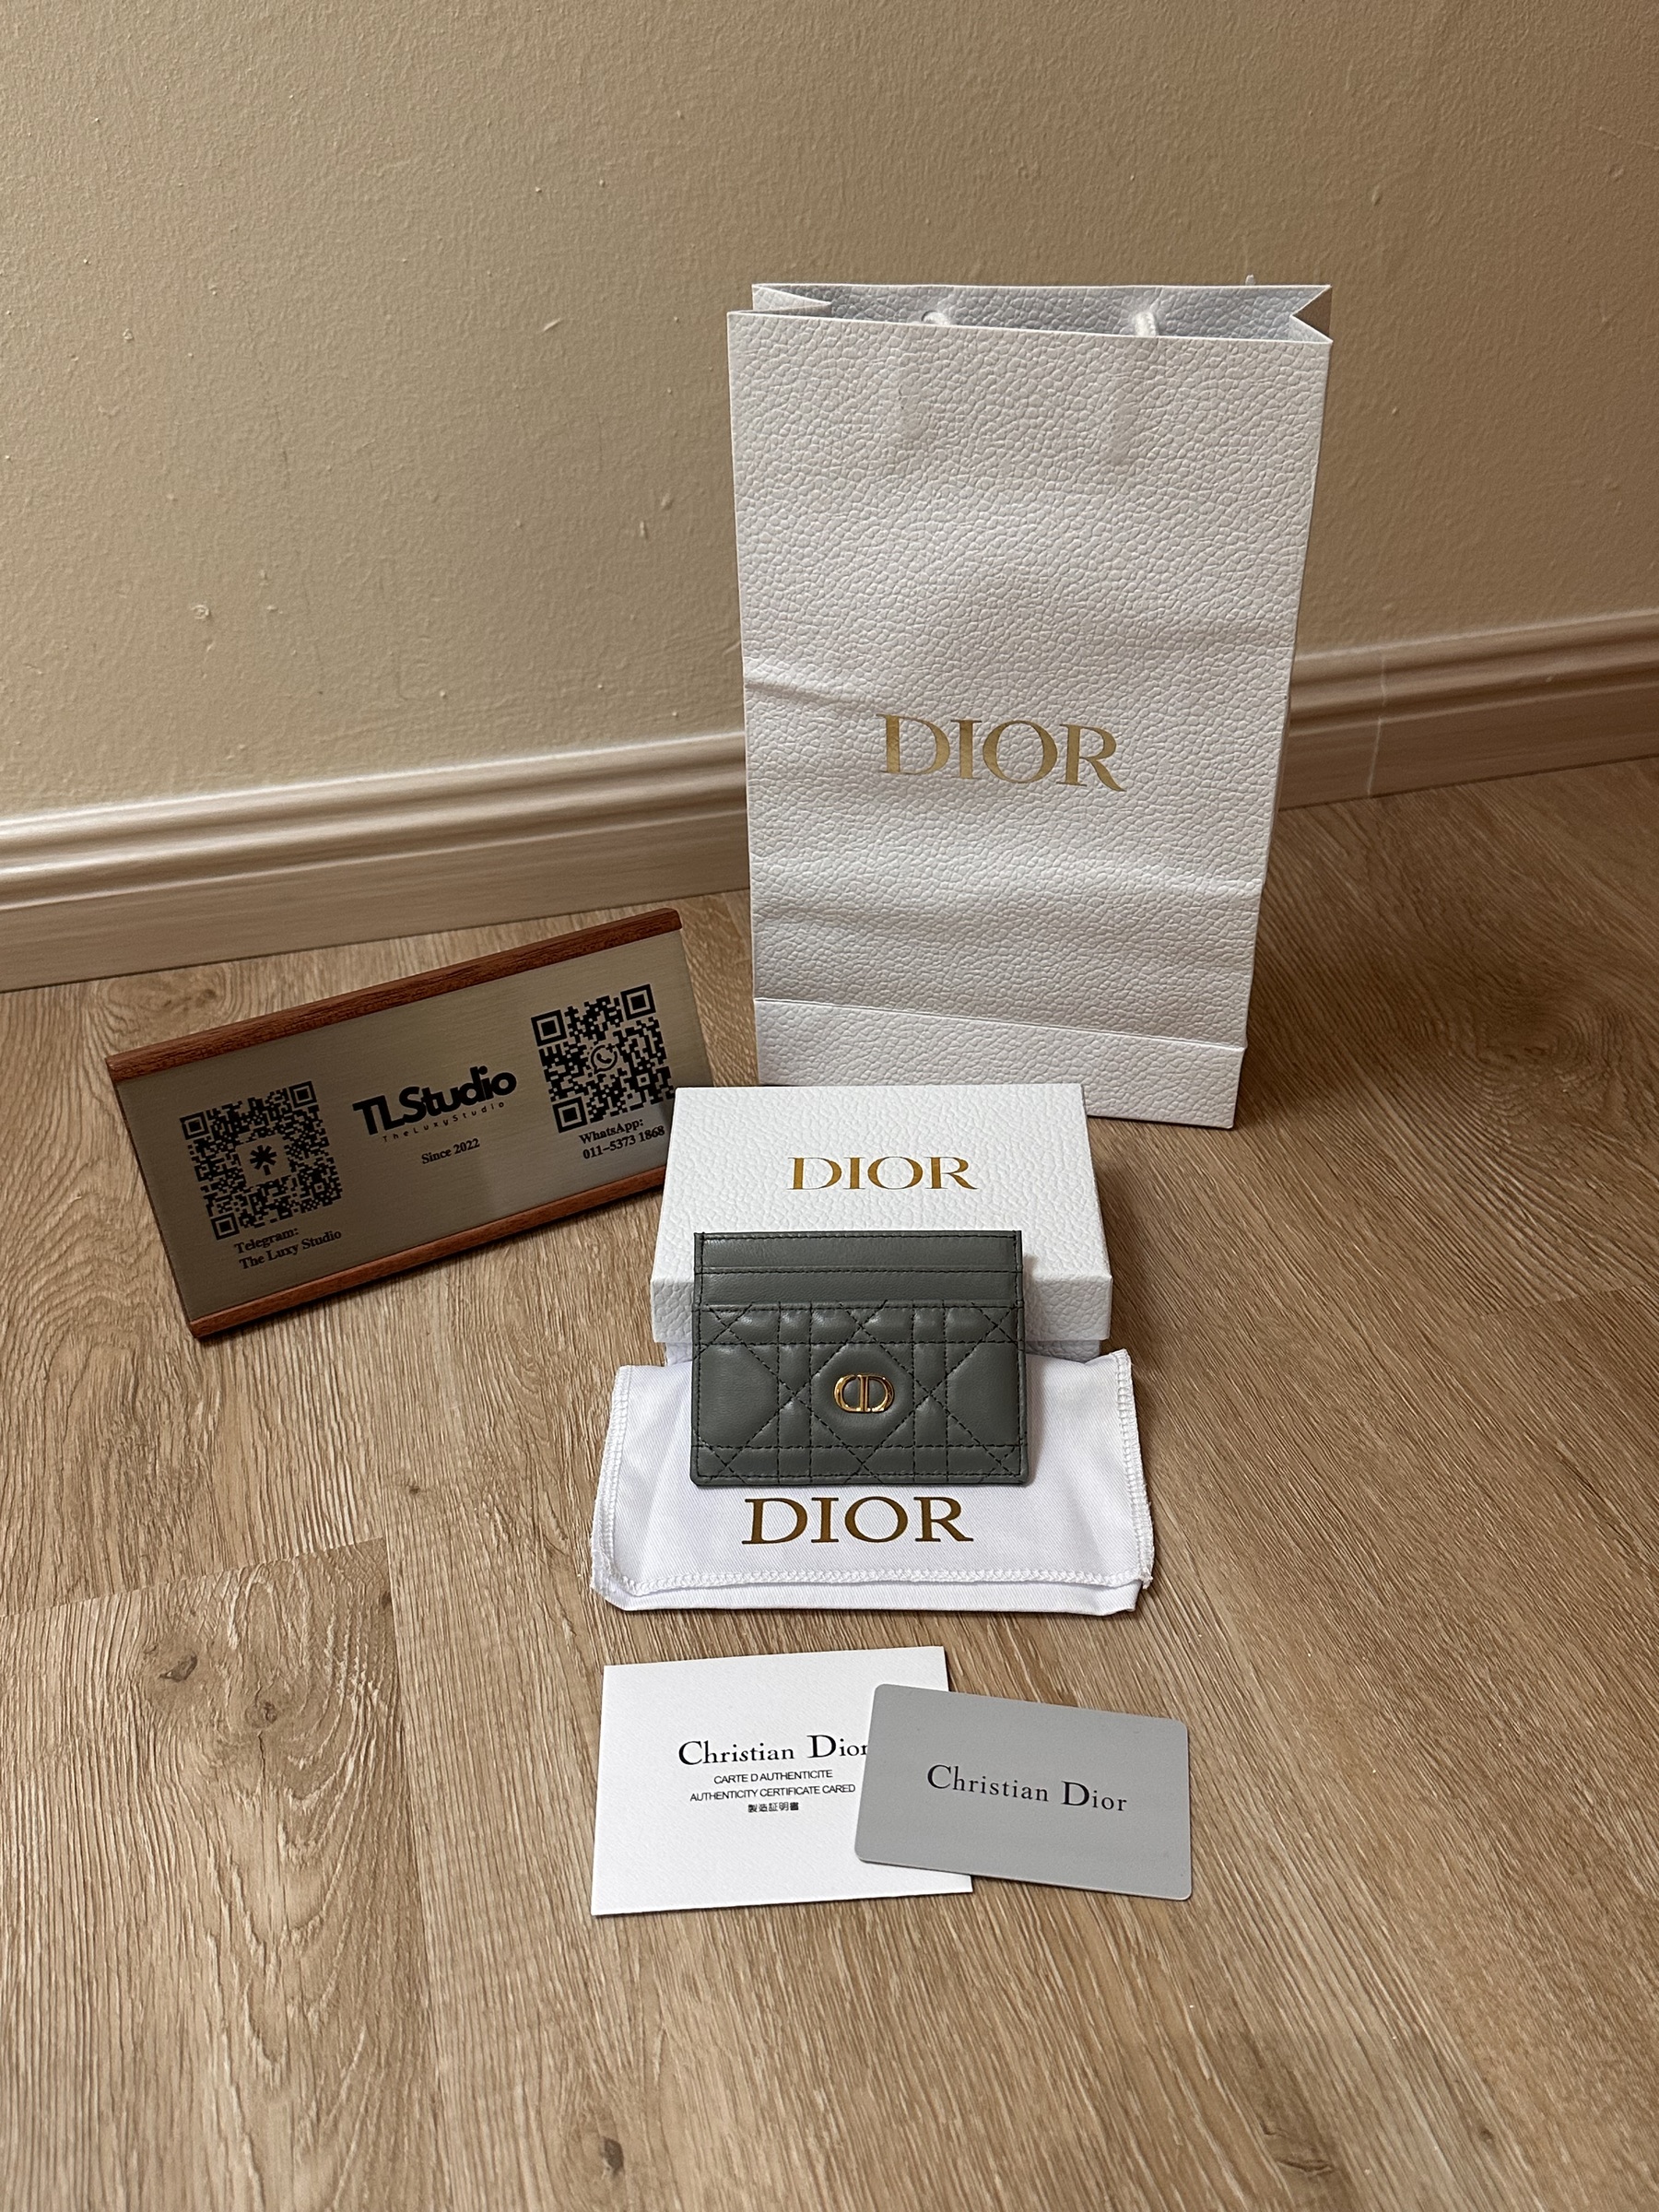 DIOR
TLStudio
TheLuxyStudio
Since 2022
WhatsApp:
011-5373 1868
Telegram:
The Luxy Studio
DIOR
CD
DIOR
Christian Dior
CARTE D AUTHENTICITE
AUTHENTICITY CERTIFICATE CARED
製造証明書
Christian Dior